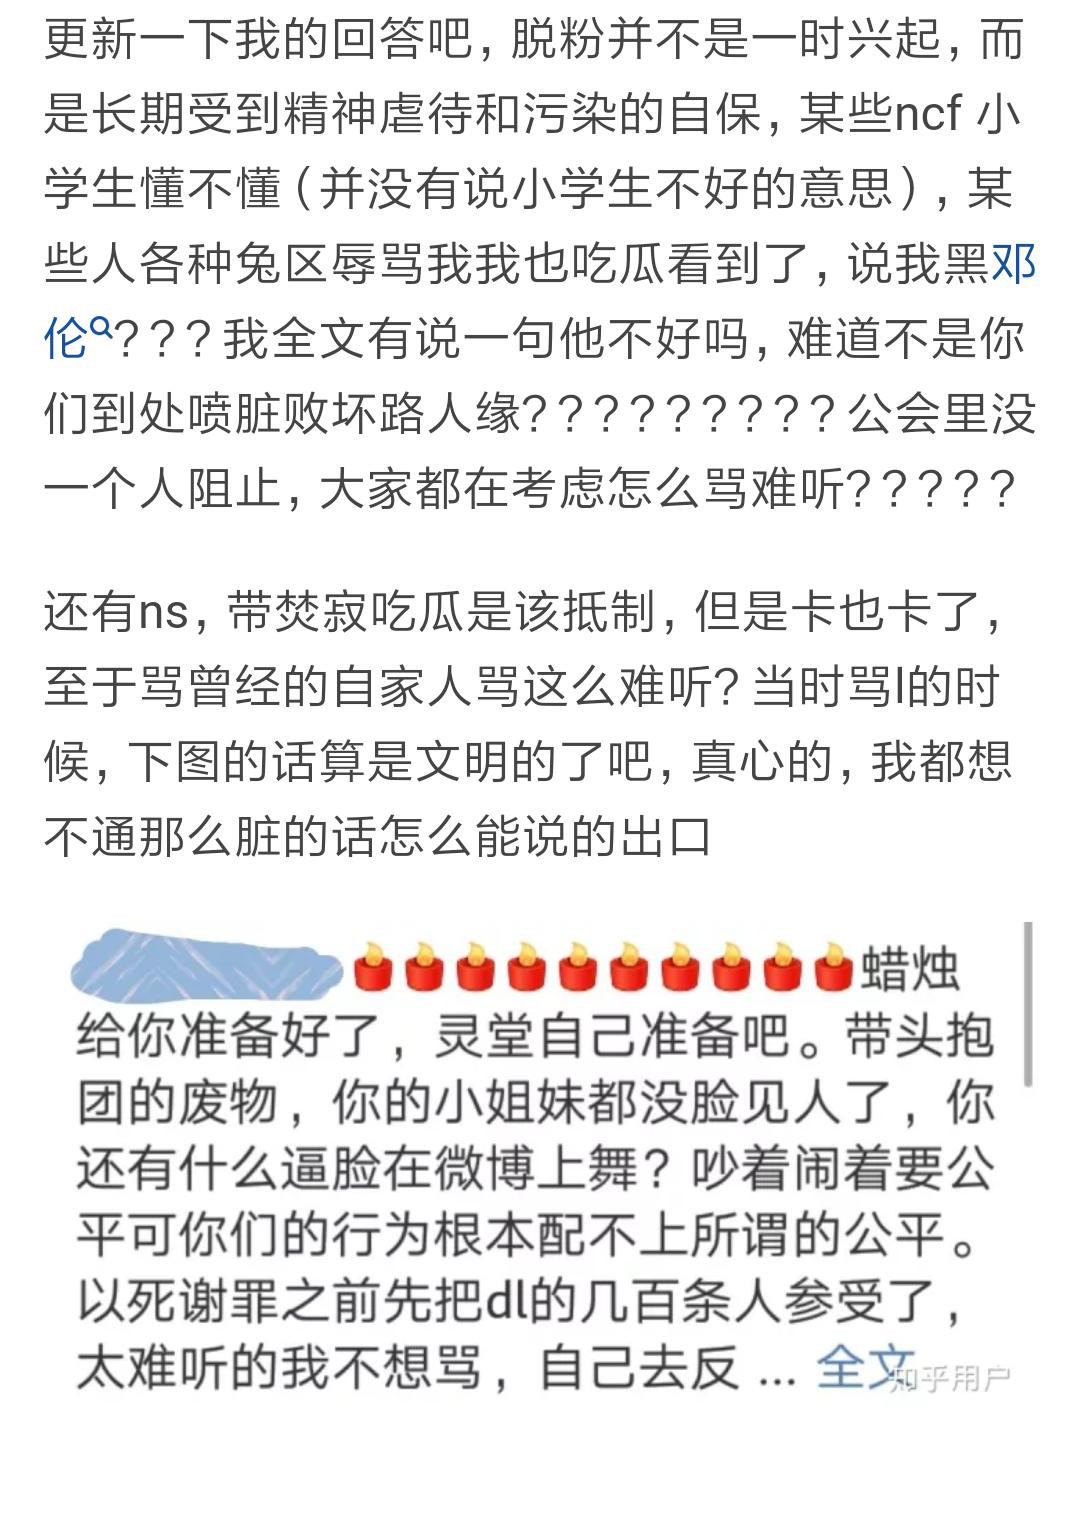 更新一下我的回答吧，脱粉并不是一时兴起，而
是长期受到精神虐待和污染的自保，某些ncf 小
学生懂不懂（并没有说小学生不好的意思），某
些人各种兔区辱骂我我也吃瓜看到了，说我黑邓
伦？？？我全文有说一句他不好吗，难道不是你
们到处喷脏败坏路人缘？？？？？？？？？公会里没
一个人阻止，大家都在考虑怎么骂难听？？？？？
还有ns，带焚寂吃瓜是该抵制，但是卡也卡了，
至于骂曾经的自家人骂这么难听？当时骂l的时
候，下图的话算是文明的了吧，真心的，我都想
不通那么脏的话怎么能说的出口
蜡烛
给你准备好了，灵堂自己准备吧。带头抱
团的废物，你的小姐妹都没脸见人了，你
还有什么逼脸在微博上舞？吵着闹着要公
平可你们的行为根本配不上所谓的公平。
以死谢罪之前先把dl的几百条人参受了，
太难听的我不想骂，自己去反 ... 全文
知乎用户